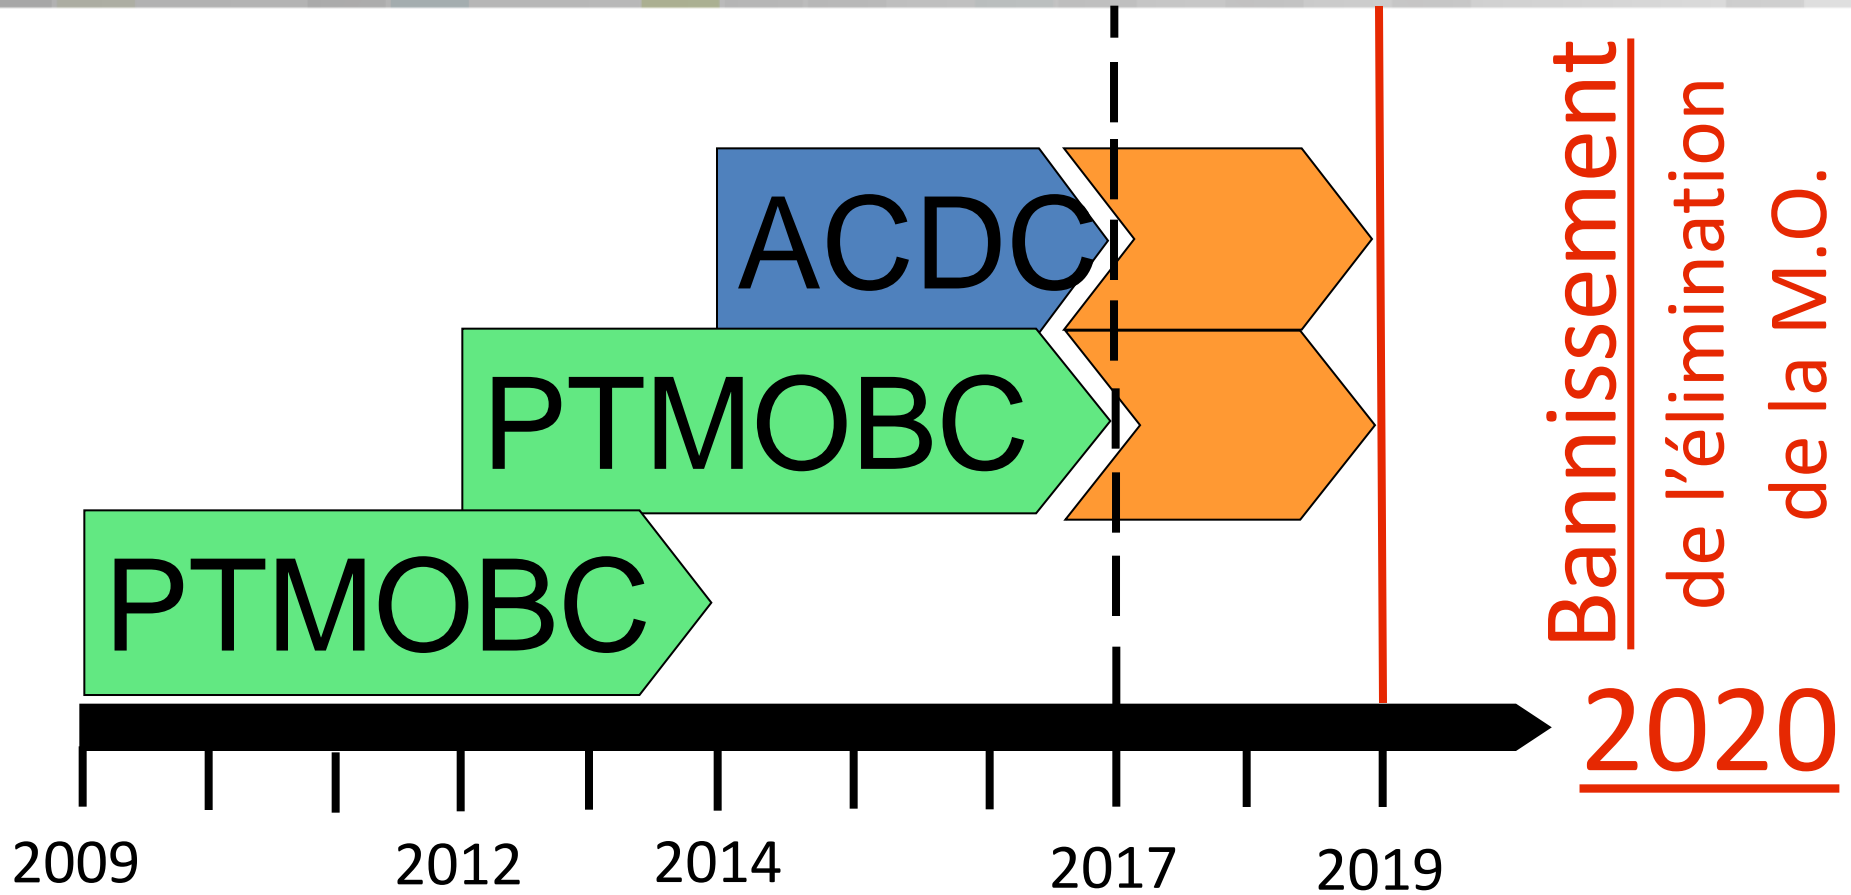 ACDC
PTMOBC
PTMOBC
Bannissement
de l’élimination
de la M.O.
2020
2009
2012
2014
2017
2019